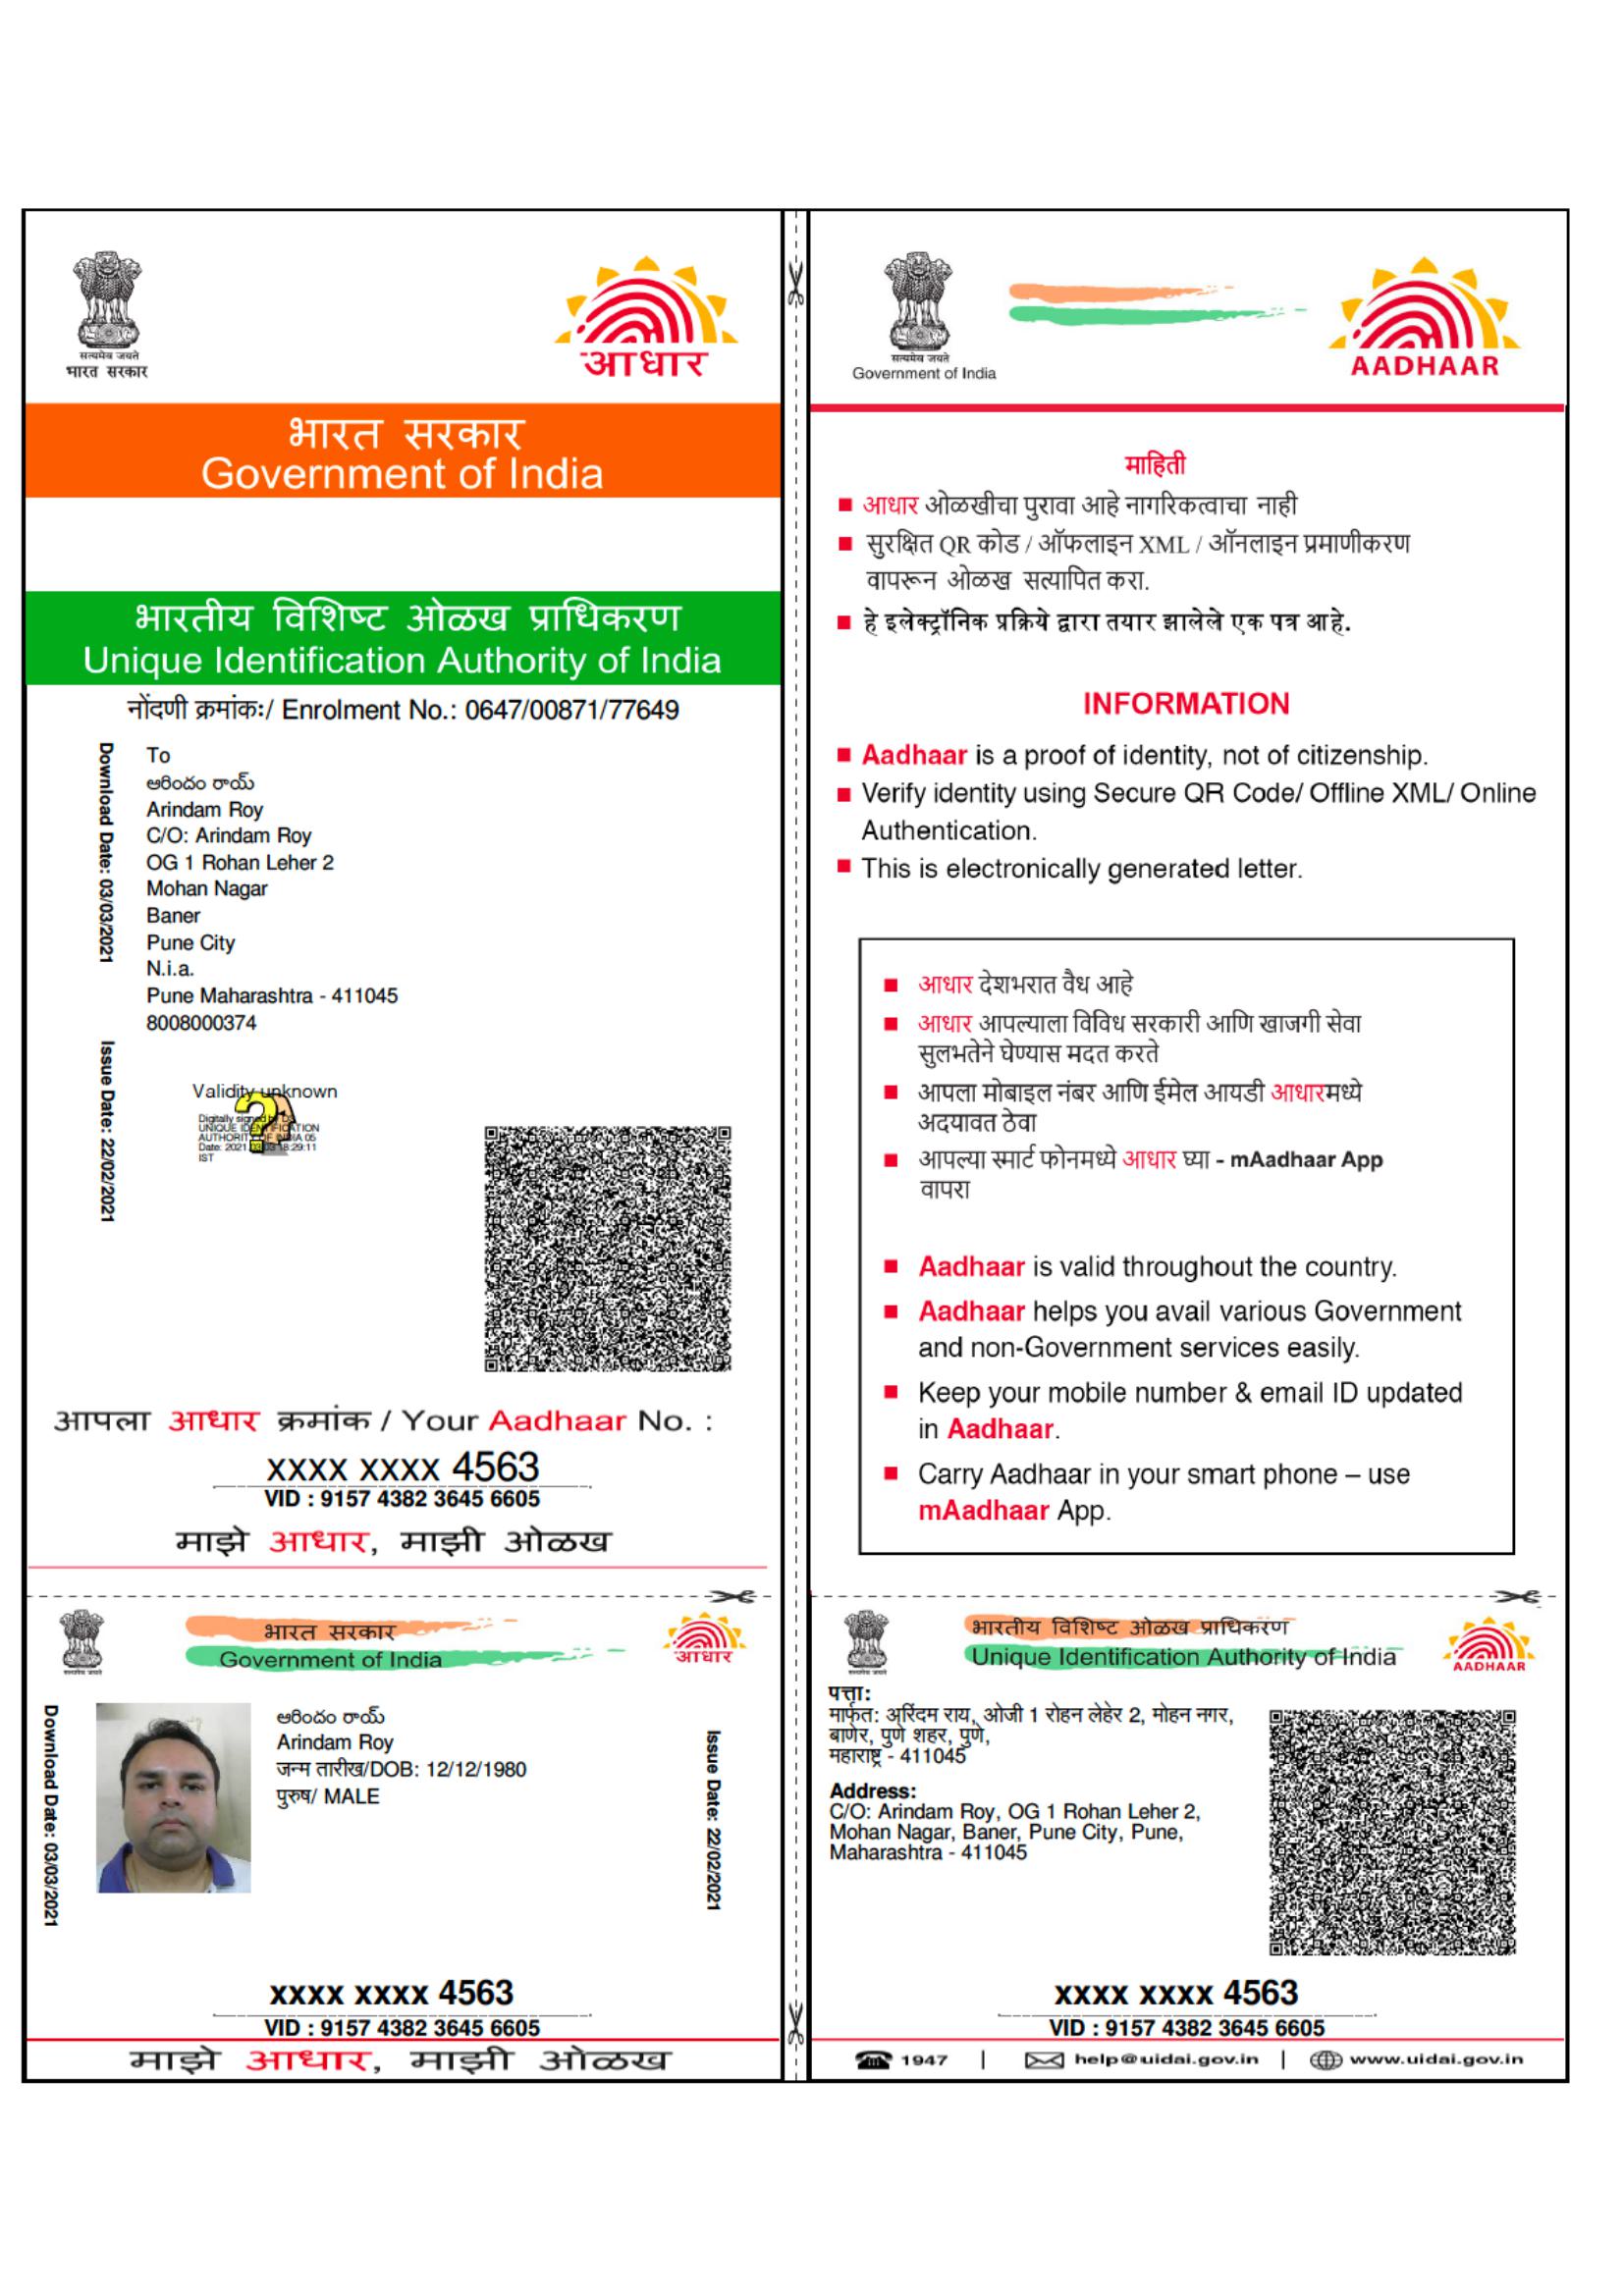 सत्यमेव जयते
भारत सरकार
आधार
भारत सरकार
Government of India
भारतीय विशिष्ट ओळख प्राधिकरण
Unique Identification Authority of India
नोंदणी क्रमांकः/ Enrolment No.: 0647/00871/77649
Download Date: 03/03/2021
Issue Date: 22/02/2021
To
ఆరిందం రాయ్
Arindam Roy
C/O: Arindam Roy
OG 1 Rohan Leher 2
Mohan Nagar
Baner
Pune City
N.i.a.
Pune Maharashtra - 411045
8008000374
Validity unknown
Digitally signed by DS
UNIQUE IDENTIFICATION
AUTHORITY OF INDIA 05
Date: 2021.03.03 18:29:11
IST
आपला आधार क्रमांक / Your Aadhaar No. :
xxxx xxxx 4563
VID : 9157 4382 3645 6605
माझे आधार, माझी ओळख
सत्यमेव जयते
Government of India
AADHAAR
माहिती
आधार ओळखीचा पुरावा आहे नागरिकत्वाचा नाही
सुरक्षित QR कोड / ऑफलाइन XML / ऑनलाइन प्रमाणीकरण
वापरून ओळख सत्यापित करा.
हे इलेक्ट्रॉनिक प्रक्रिये द्वारा तयार झालेले एक पत्र आहे.
INFORMATION
Aadhaar is a proof of identity, not of citizenship.
Verify identity using Secure QR Code/ Offline XML/ Online
Authentication.
This is electronically generated letter.
आधार देशभरात वैध आहे
आधार आपल्याला विविध सरकारी आणि खाजगी सेवा
सुलभतेने घेण्यास मदत करते
आपला मोबाइल नंबर आणि ईमेल आयडी आधारमध्ये
अदयावत ठेवा
आपल्या स्मार्ट फोनमध्ये आधार घ्या - mAadhaar App
वापरा
Aadhaar is valid throughout the country.
Aadhaar helps you avail various Government
and non-Government services easily.
Keep your mobile number & email ID updated
in Aadhaar.
Carry Aadhaar in your smart phone – use
mAadhaar App.
सत्यमेव जयते
भारत सरकार
Government of India
आधार
Download Date: 03/03/2021
ఆరిందం రాయ్
Arindam Roy
जन्म तारीख/DOB: 12/12/1980
पुरुष/ MALE
Issue Date: 22/02/2021
xxxx xxxx 4563
VID : 9157 4382 3645 6605
माझे आधार, माझी ओळख
सत्यमेव जयते
भारतीय विशिष्ट ओळख प्राधिकरण
Unique Identification Authority of India
AADHAAR
पत्ता:
मार्फत: अरिंदम राय, ओजी 1 रोहन लेहेर 2, मोहन नगर,
बाणेर, पुणे शहर, पुणे,
महाराष्ट्र - 411045
Address:
C/O: Arindam Roy, OG 1 Rohan Leher 2,
Mohan Nagar, Baner, Pune City, Pune,
Maharashtra - 411045
xxxx xxxx 4563
VID : 9157 4382 3645 6605
1947 | help@uidai.gov.in | www.uidai.gov.in